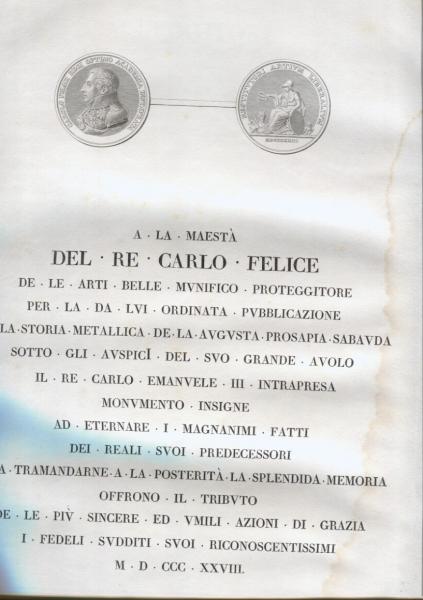 A · LA · MAESTÀ
DEL · RE · CARLO · FELICE
DE · LE · ARTI · BELLE · MVNIFICO · PROTEGGITORE
PER · LA · DA · LVI · ORDINATA · PVBBLICAZIONE
LA · STORIA · METALLICA · DE · LA · AVGVSTA · PROSAPIA · SABAVDA
SOTTO · GLI · AVSPICI · DEL · SVO · GRANDE · AVOLO
IL · RE · CARLO · EMANVELE · III · INTRAPRESA
MONVMENTO · INSIGNE
AD · ETERNARE · I · MAGNANIMI · FATTI
DEI · REALI · SVOI · PREDECESSORI
A · TRAMANDARNE · A · LA · POSTERITÀ · LA · SPLENDIDA · MEMORIA
OFFRONO · IL · TRIBVTO
DE · LE · PIÙ · SINCERE · ED · VMILI · AZIONI · DI · GRAZIA
I · FEDELI · SVDDITI · SVOI · RICONOSCENTISSIMI
M · D · CCC · XXVIII.